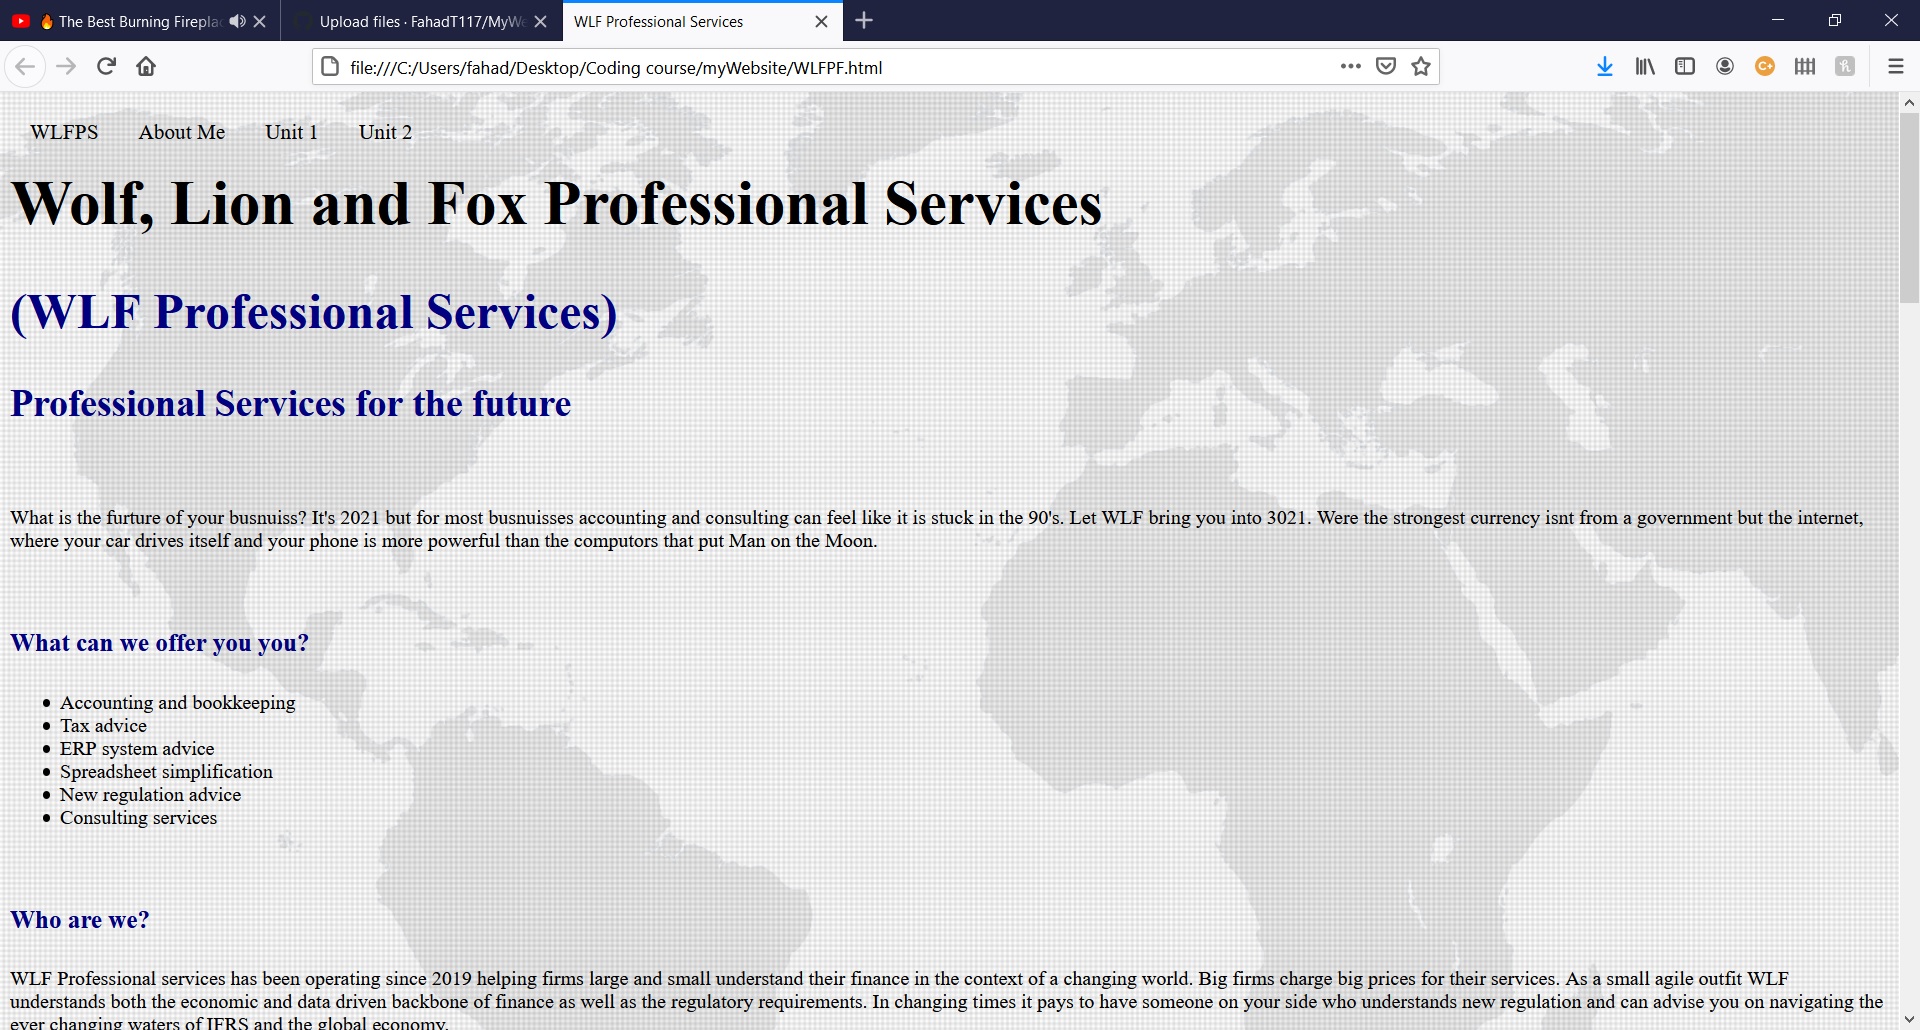 The Best Burning Firepla
Upload files · FahadT117/MyWe
WLF Professional Services
file:///C:/Users/fahad/Desktop/Coding course/myWebsite/WLFPF.html
WLFPS About Me Unit 1 Unit 2
Wolf, Lion and Fox Professional Services
(WLF Professional Services)
Professional Services for the future
What is the furture of your busnuiss? It's 2021 but for most busnuisses accounting and consulting can feel like it is stuck in the 90's. Let WLF bring you into 3021. Were the strongest currency isnt from a government but the internet,
where your car drives itself and your phone is more powerful than the computors that put Man on the Moon.
What can we offer you you?
Accounting and bookkeeping
Tax advice
ERP system advice
Spreadsheet simplification
New regulation advice
Consulting services
Who are we?
WLF Professional services has been operating since 2019 helping firms large and small understand their finance in the context of a changing world. Big firms charge big prices for their services. As a small agile outfit WLF
understands both the economic and data driven backbone of finance as well as the regulatory requirements. In changing times it pays to have someone on your side who understands new regulation and can advise you on navigating the
ever changing waters of IFRS and the global economy.